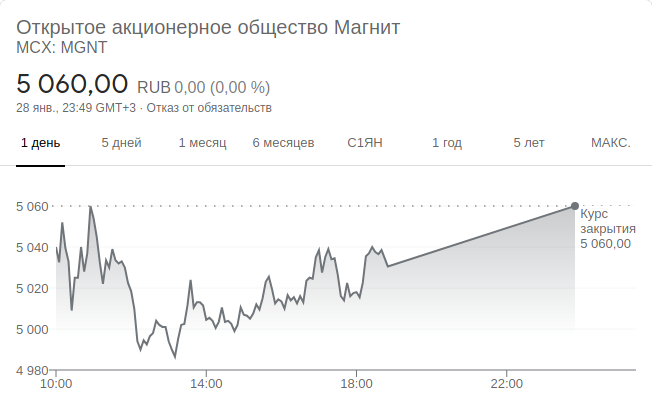 Открытое акционерное общество Магнит
MCX: MGNT
5 060,00 RUB 0,00 (0,00 %)
28 янв., 23:49 GMT+3 · Отказ от обязательств
1 день 5 дней 1 месяц 6 месяцев С1ЯН 1 год 5 лет МАКС.
5 060
Курс
закрытия
5 060,00
5 040
5 020
5 000
4 980
10:00 14:00 18:00 22:00